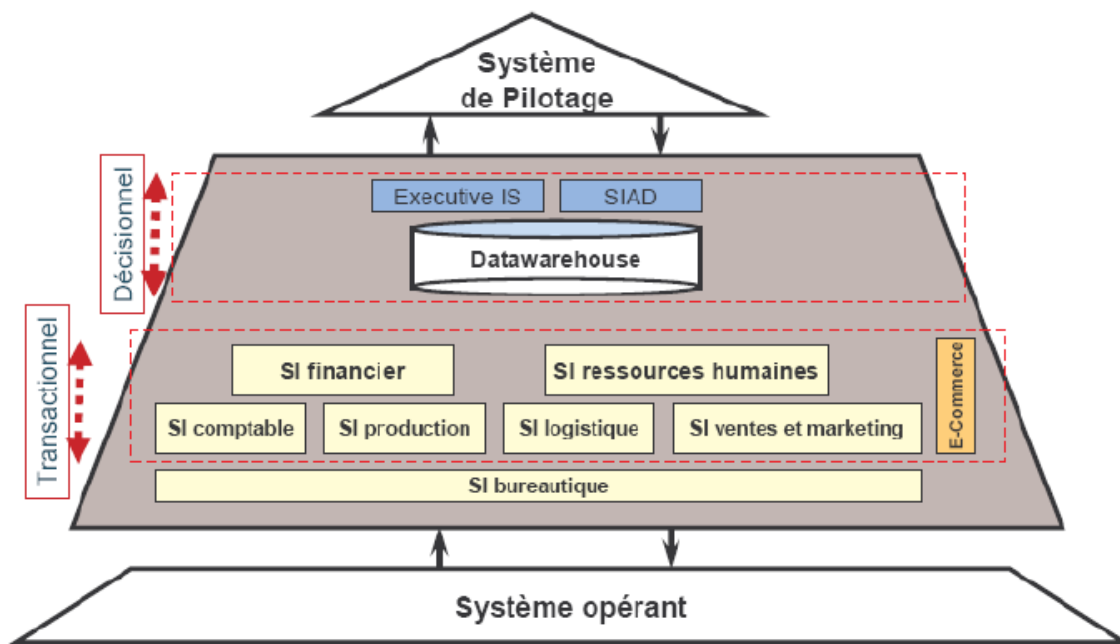 Système
de Pilotage
Décisionnel
Executive IS
SIAD
Datawarehouse
Transactionnel
SI financier
SI ressources humaines
E-Commerce
SI comptable
SI production
SI logistique
SI ventes et marketing
SI bureautique
Système opérant